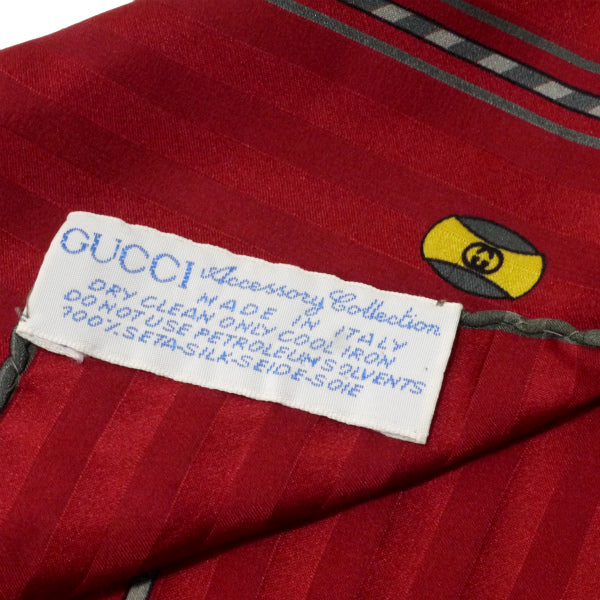 GUCCI Accessory Collection
MADE IN ITALY
DRY CLEAN ONLY COOL IRON
DO NOT USE PETROLEUM SOLVENTS
100% SETA-SILK-SEIDE-SOIE